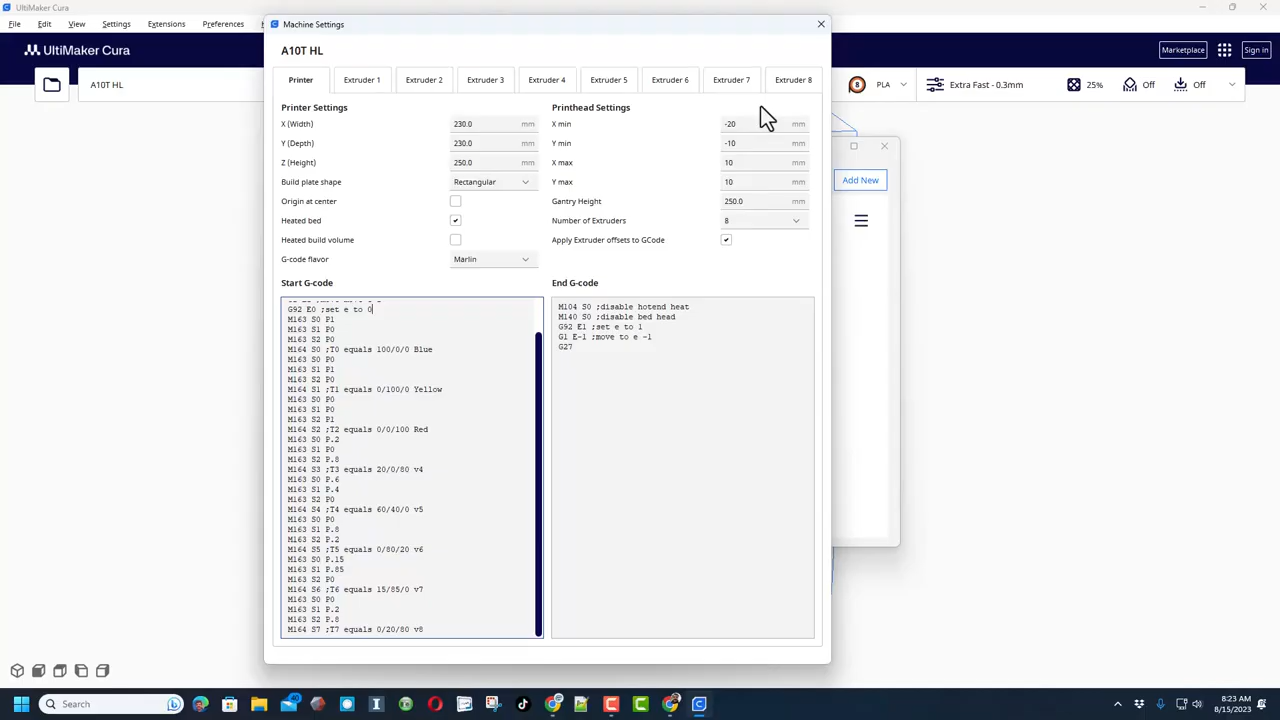 UltiMaker Cura
Machine Settings
File Edit View Settings Extensions Preferences
A10T HL
UltiMaker Cura
Marketplace
Sign in
Printer Extruder 1 Extruder 2 Extruder 3 Extruder 4 Extruder 5 Extruder 6 Extruder 7 Extruder 8
A10T HL
8 PLA Extra Fast - 0.3mm 25% Off Off
Printer Settings
X (Width) 230.0 mm
Y (Depth) 230.0 mm
Z (Height) 250.0 mm
Build plate shape Rectangular
Origin at center
Heated bed
Heated build volume
G-code flavor Marlin
Printhead Settings
X min -20 mm
Y min -10 mm
X max 10 mm
Y max 10 mm
Gantry Height 250.0 mm
Number of Extruders 8
Apply Extruder offsets to GCode
Add New
Start G-code
G92 E0 ;set e to 0
M163 S0 P1
M163 S1 P0
M163 S2 P0
M164 S0 ;T0 equals 100/0/0 Blue
M163 S0 P0
M163 S1 P1
M163 S2 P0
M164 S1 ;T1 equals 0/100/0 Yellow
M163 S0 P0
M163 S1 P0
M163 S2 P1
M164 S2 ;T2 equals 0/0/100 Red
M163 S0 P.2
M163 S1 P0
M163 S2 P.8
M164 S3 ;T3 equals 20/0/80 v4
M163 S0 P.6
M163 S1 P.4
M163 S2 P0
M164 S4 ;T4 equals 60/40/0 v5
M163 S0 P0
M163 S1 P.8
M163 S2 P.2
M164 S5 ;T5 equals 0/80/20 v6
M163 S0 P.15
M163 S1 P.85
M163 S2 P0
M164 S6 ;T6 equals 15/85/0 v7
M163 S0 P0
M163 S1 P.2
M163 S2 P.8
M164 S7 ;T7 equals 0/20/80 v8
End G-code
M104 S0 ;disable hotend heat
M140 S0 ;disable bed head
G92 E1 ;set e to 1
G1 E-1 ;move to e -1
G27
Search
8:23 AM
8/15/2023